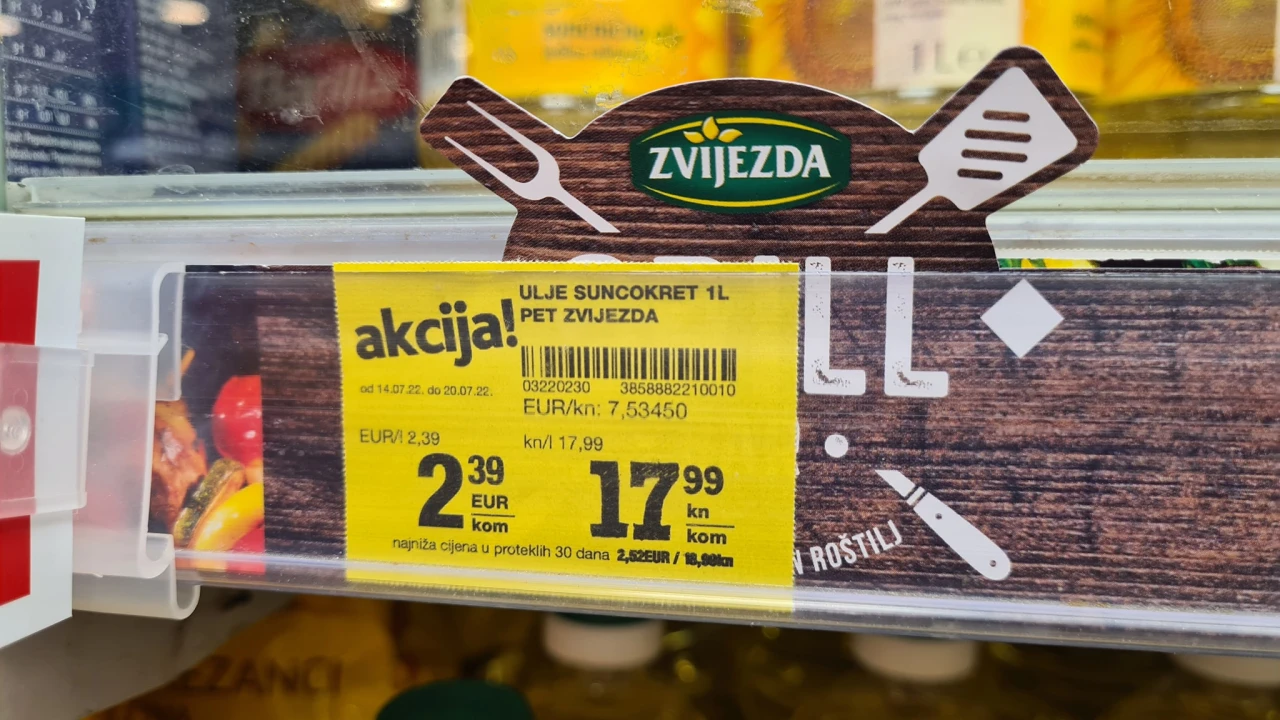 ZVIJEZDA
LL
akcija!
ULJE SUNCOKRET 1L
PET ZVIJEZDA
03220230 3858882210010
od 14.07.22. do 20.07.22.
EUR/kn: 7,53450
EUR/l 2,39
kn/l 17,99
2 39 EUR
kom
17 99 kn
kom
najniža cijena u proteklih 30 dana 2,52EUR / 18,99kn
ROŠTILJ